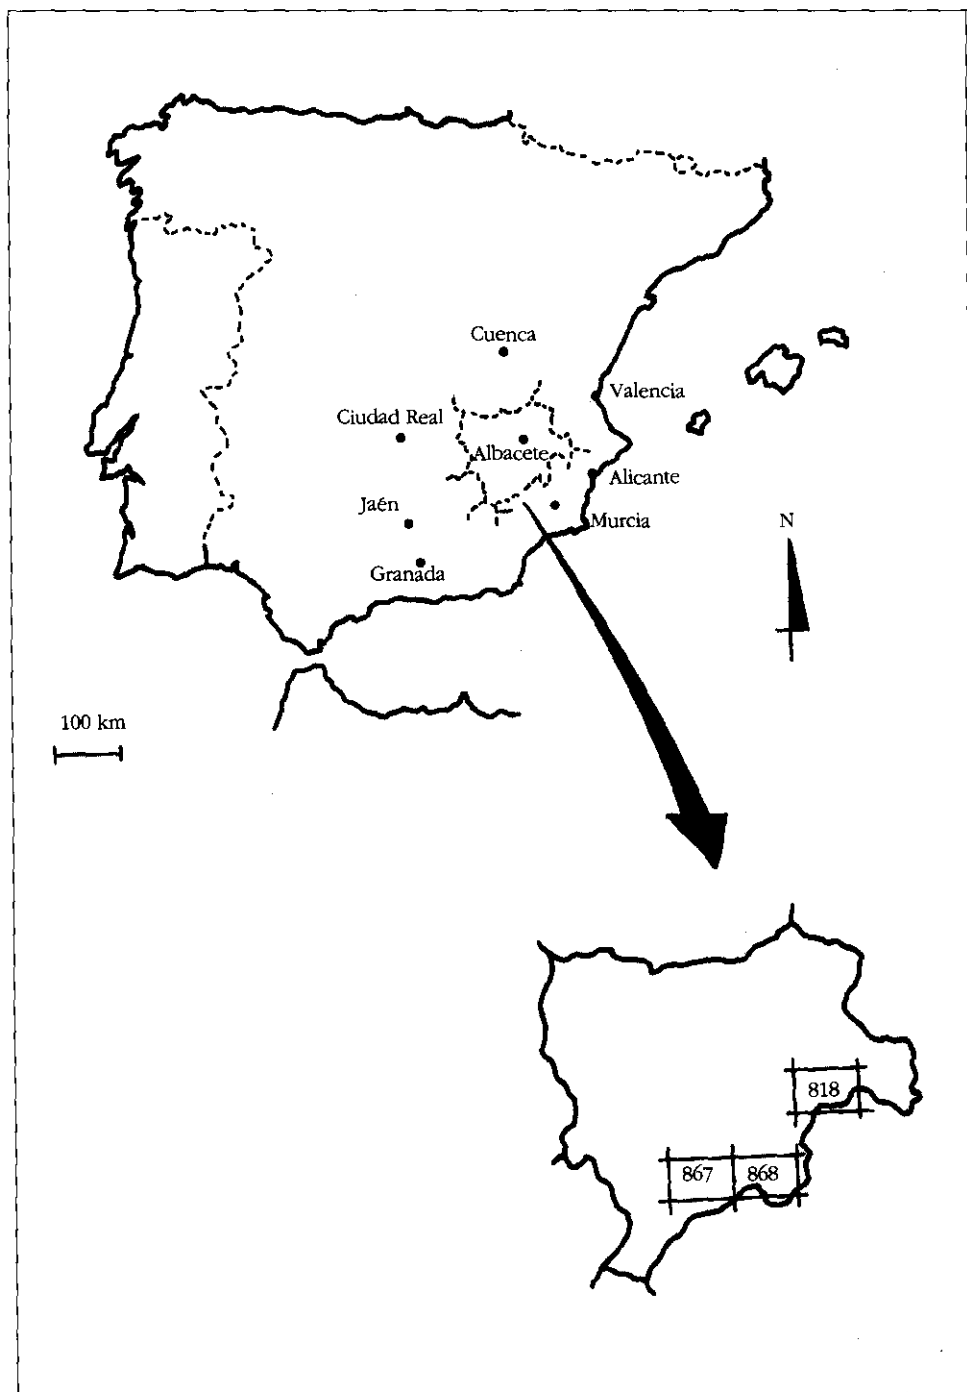 Cuenca
Valencia
Ciudad Real
Albacete
Alicante
Jaén
Murcia
N
Granada
100 km
818
867
868